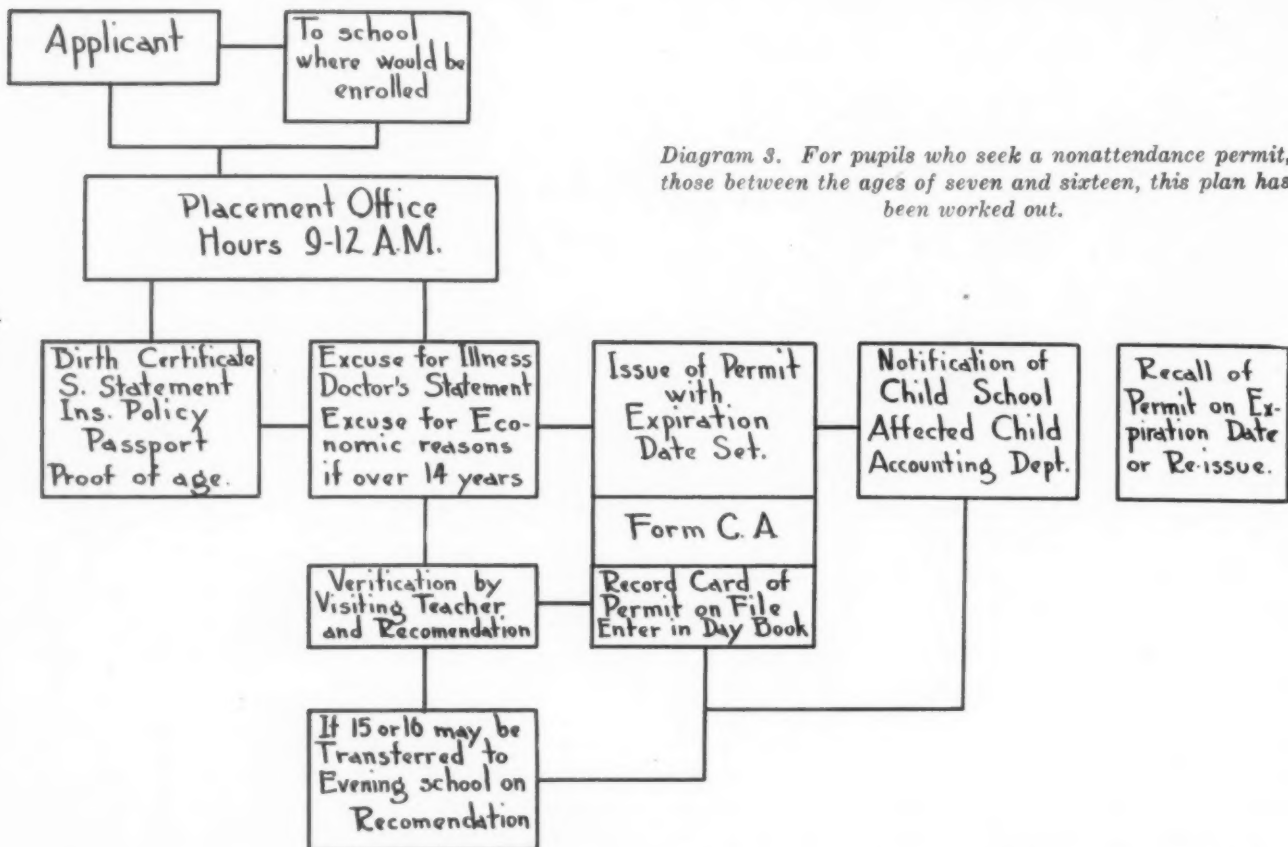 Applicant
To school
where would be
enrolled
Diagram 3. For pupils who seek a nonattendance permit,
those between the ages of seven and sixteen, this plan has
been worked out.
Placement Office
Hours 9-12 A.M.
Birth Certificate
S. Statement
Ins. Policy
Passport
Proof of age.
Excuse for Illness
Doctor's Statement
Excuse for Eco-
nomic reasons
if over 14 years
Issue of Permit
with
Expiration
Date Set.
Notification of
Child School
Affected Child
Accounting Dept.
Recall of
Permit on Ex-
piration Date
or Re-issue.
Form C. A
Verification by
Visiting Teacher
and Recomendation
Record Card of
Permit on File
Enter in Day Book
If 15 or 16 may be
Transferred to
Evening school on
Recomendation